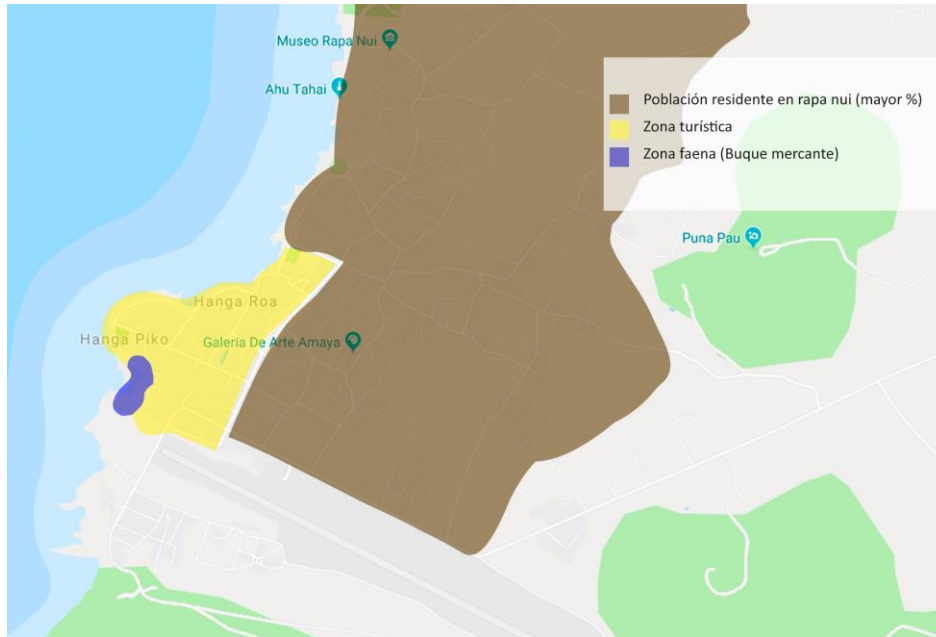 Museo Rapa Nui
Ahu Tahai
Población residente en rapa nui (mayor %)
Zona turística
Zona faena (Buque mercante)
Puna Pau
Hanga Roa
Hanga Piko
Galería De Arte Amaya